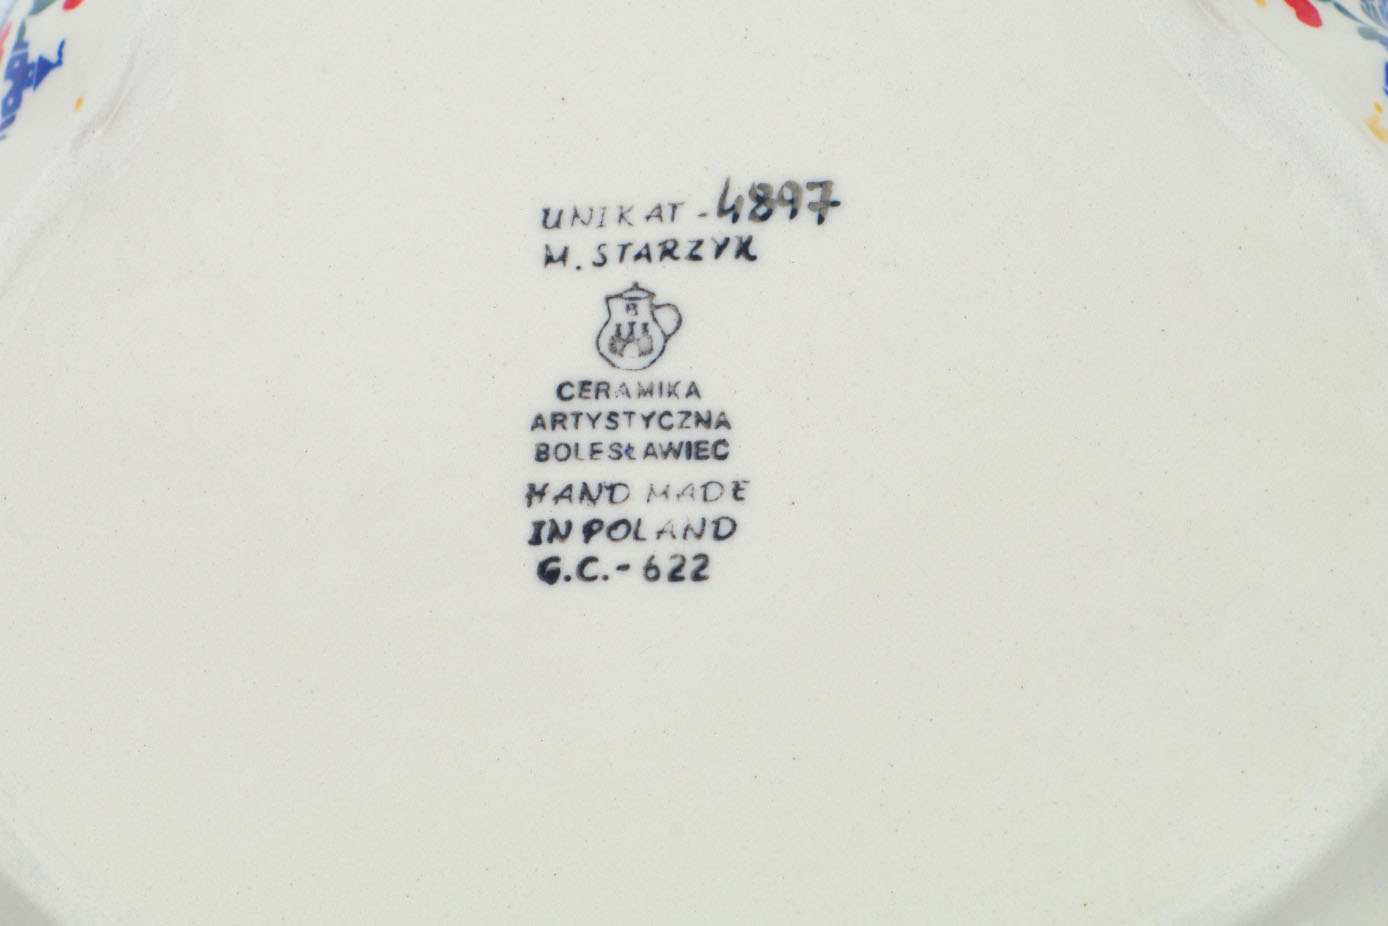 UNIKAT-4897
M. STARZYK
B
CERAMIKA
ARTYSTYCZNA
BOLESŁAWIEC
HAND MADE
IN POLAND
G.C.-622